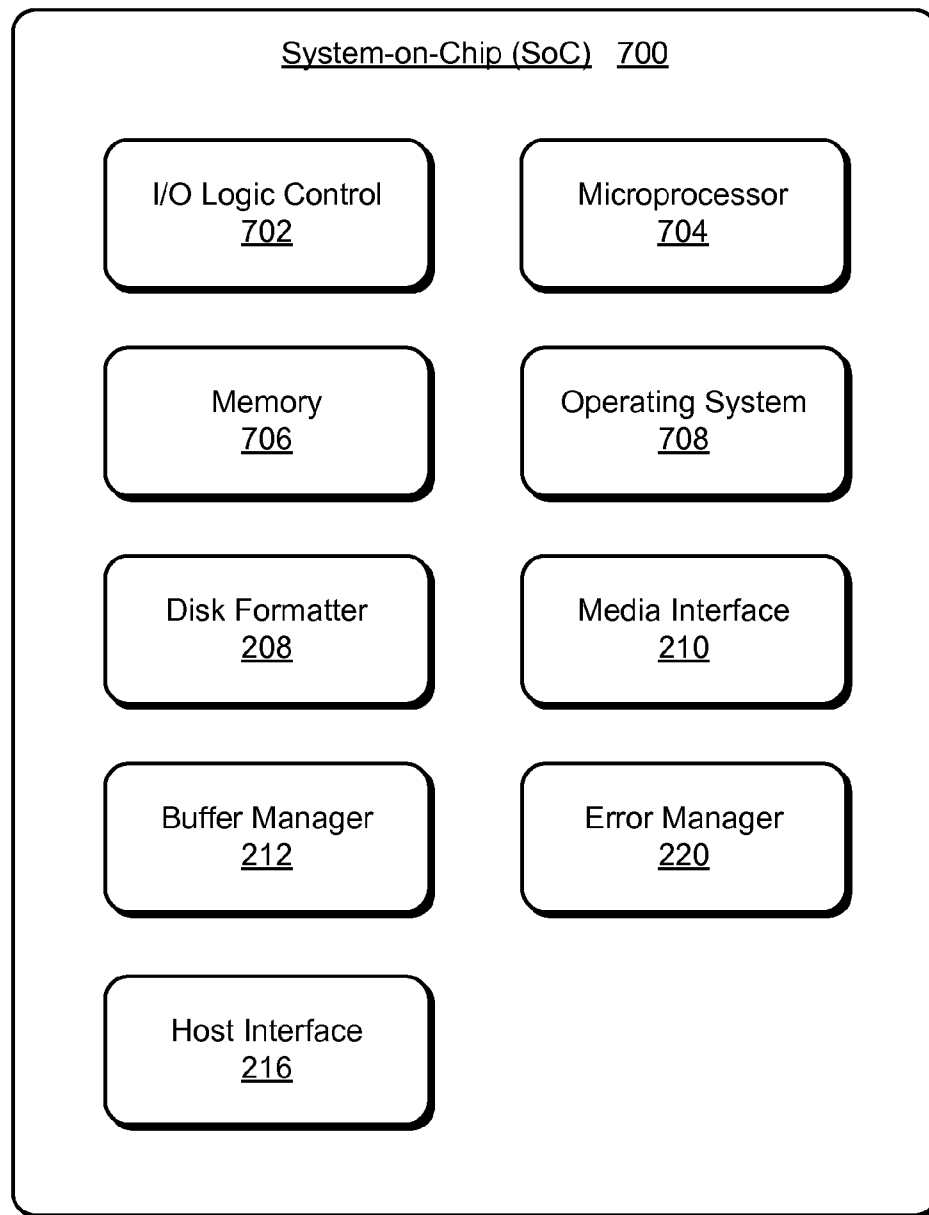 System-on-Chip (SoC) 700
I/O Logic Control
702
Microprocessor
704
Memory
706
Operating System
708
Disk Formatter
208
Media Interface
210
Buffer Manager
212
Error Manager
220
Host Interface
216